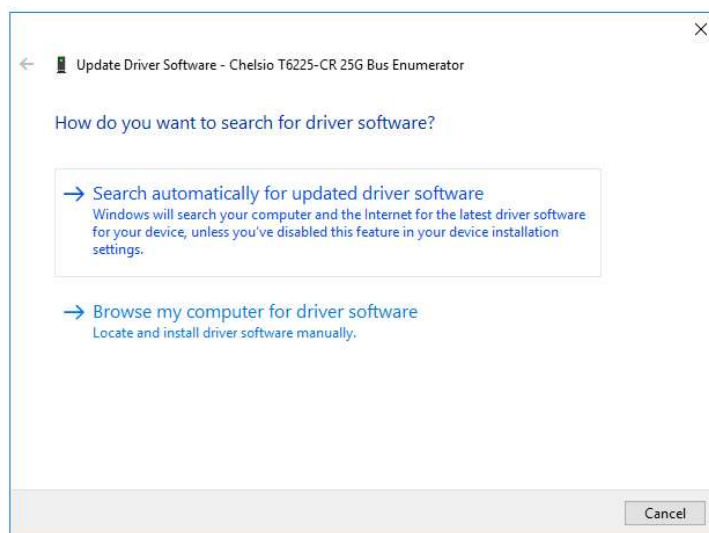 Update Driver Software - Chelsio T6225-CR 25G Bus Enumerator
How do you want to search for driver software?
Search automatically for updated driver software
Windows will search your computer and the Internet for the latest driver software
for your device, unless you've disabled this feature in your device installation
settings.
Browse my computer for driver software
Locate and install driver software manually.
Cancel